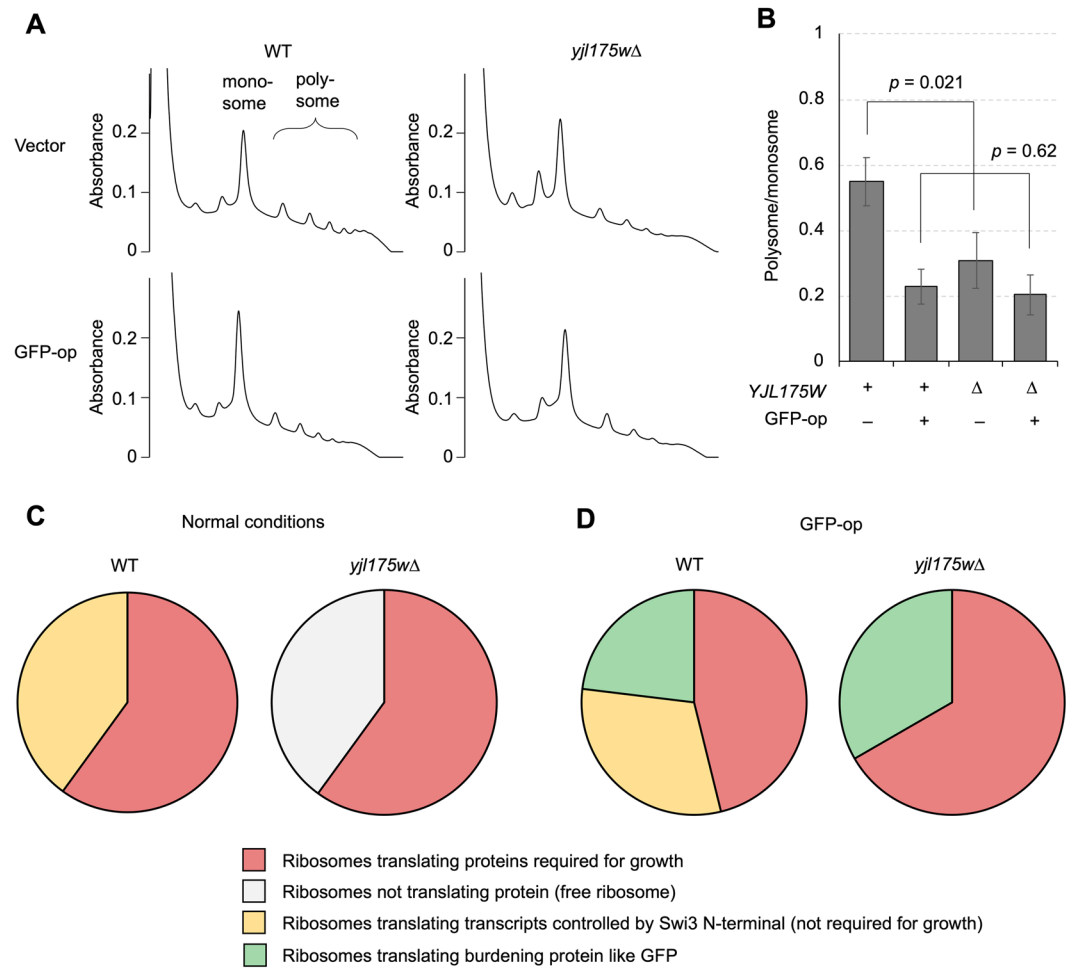 A
WT
yjl175wΔ
Vector
Absorbance
0.2
0.1
0
mono-
some
poly-
some
Absorbance
0.2
0.1
0
GFP-op
Absorbance
0.2
0.1
0
Absorbance
0.2
0.1
0
B
Polysome/monosome
1
0.8
0.6
0.4
0.2
0
p = 0.021
p = 0.62
YJL175W + + Δ Δ
GFP-op – + – +
C
Normal conditions
WT
yjl175wΔ
D
GFP-op
WT
yjl175wΔ
Ribosomes translating proteins required for growth
Ribosomes not translating protein (free ribosome)
Ribosomes translating transcripts controlled by Swi3 N-terminal (not required for growth)
Ribosomes translating burdening protein like GFP